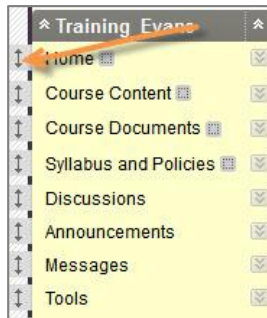 Training_Evans
Home
Course Content
Course Documents
Syllabus and Policies
Discussions
Announcements
Messages
Tools